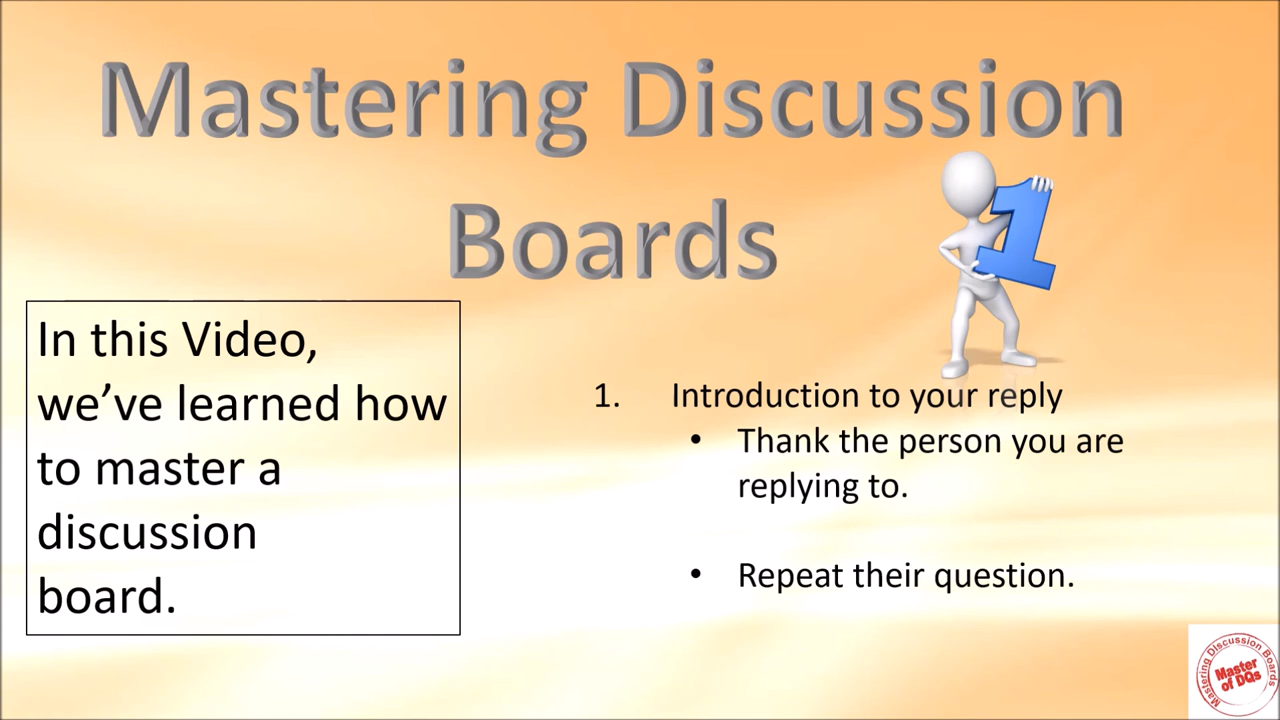 Mastering Discussion
Boards
1
In this Video,
we’ve learned how
to master a
discussion
board.
1. Introduction to your reply
• Thank the person you are
replying to.
• Repeat their question.
Mastering Discussion Boards
Master
of DQs